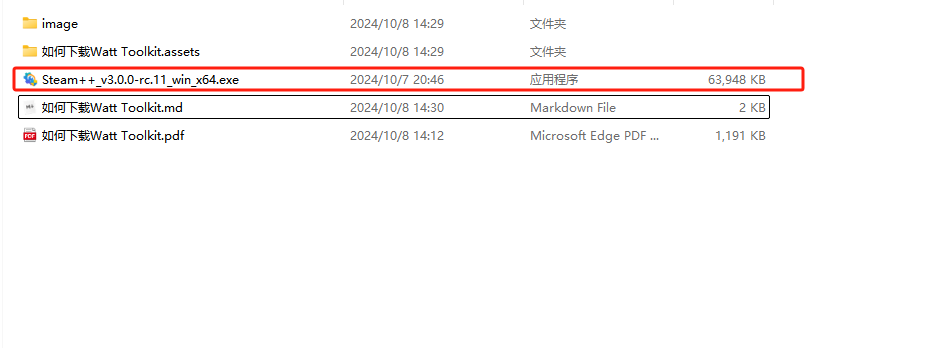 image 2024/10/8 14:29 文件夹
如何下载Watt Toolkit.assets 2024/10/8 14:29 文件夹
Steam++_v3.0.0-rc.11_win_x64.exe 2024/10/7 20:46 应用程序 63,948 KB
如何下载Watt Toolkit.md 2024/10/8 14:30 Markdown File 2 KB
如何下载Watt Toolkit.pdf 2024/10/8 14:12 Microsoft Edge PDF ... 1,191 KB